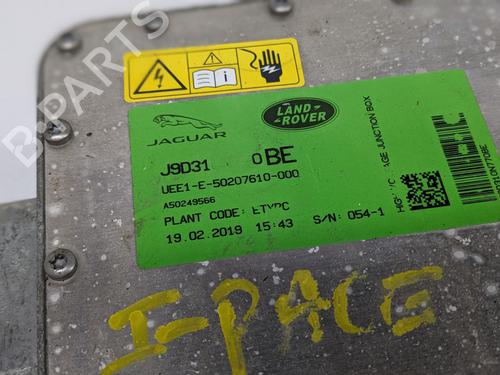 B-PARTS
JAGUAR
LAND
ROVER
J9D31 0BE
UEE1-E-50207610-000
A50249566
PLANT CODE:
19.02.2019 15:43 S/N: 054-1
AGE JUNCTION BOX
I-PACE